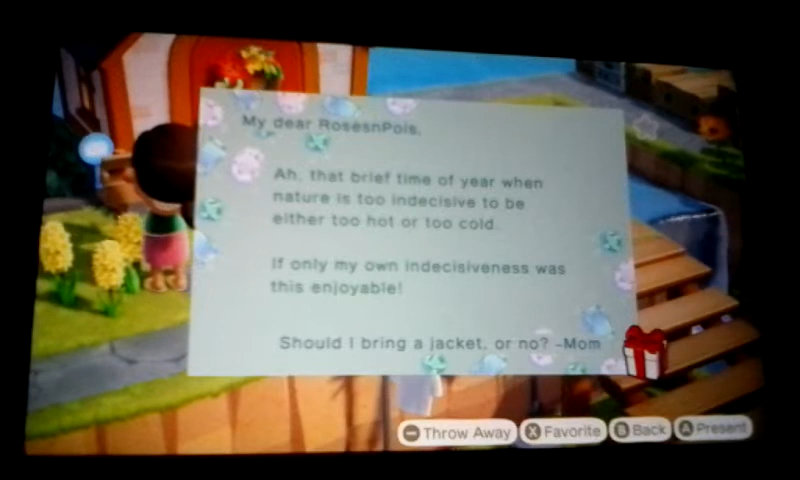 My dear RosesnPois,
Ah, that brief time of year when
nature is too indecisive to be
either too hot or too cold.
If only my own indecisiveness was
this enjoyable!
Should I bring a jacket, or no? -Mom
- Throw Away X Favorite B Back A Present